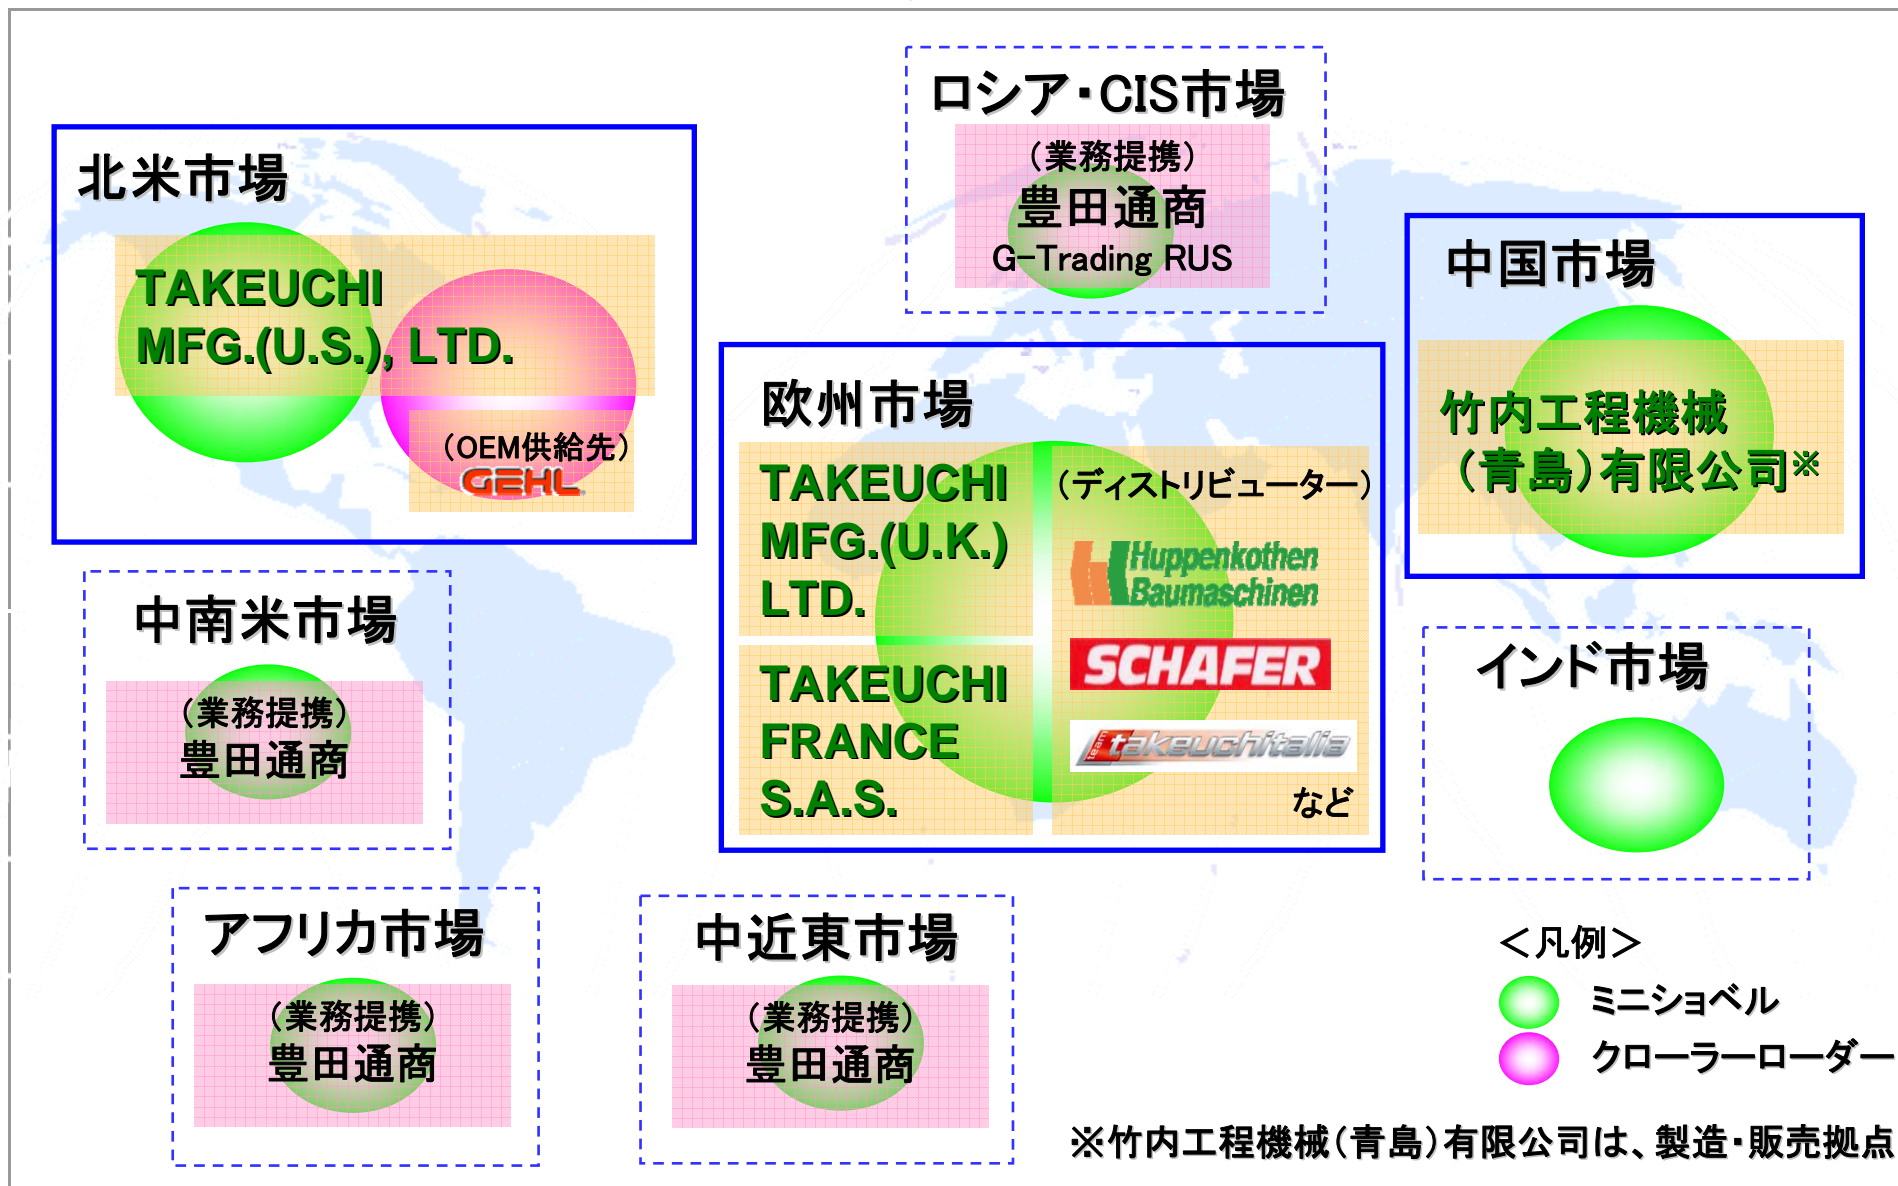 北米市場
TAKEUCHI
MFG.(U.S.), LTD.
(OEM供給先)
GEHL
ロシア・CIS市場
(業務提携)
豊田通商
G-Trading RUS
中国市場
竹内工程機械
(青島)有限公司※
欧州市場
TAKEUCHI
MFG.(U.K.)
LTD.
TAKEUCHI
FRANCE
S.A.S.
(ディストリビューター)
Huppenkothen
Baumaschinen
SCHAFER
team takeuchitalia
など
中南米市場
(業務提携)
豊田通商
インド市場
アフリカ市場
(業務提携)
豊田通商
中近東市場
(業務提携)
豊田通商
<凡例>
ミニショベル
クローラーローダー
※竹内工程機械(青島)有限公司は、製造・販売拠点